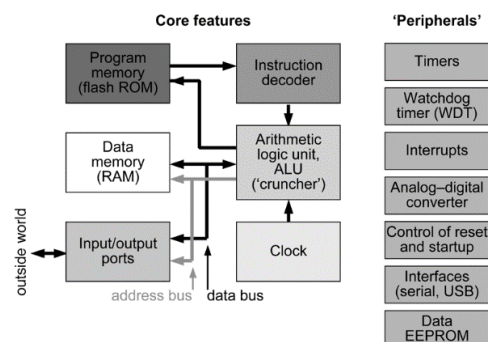 Core features
Program
memory
(flash ROM)
Instruction
decoder
Data
memory
(RAM)
Arithmetic
logic unit,
ALU
(‘cruncher’)
outside world
Input/output
ports
Clock
address bus
data bus
‘Peripherals’
Timers
Watchdog
timer (WDT)
Interrupts
Analog–digital
converter
Control of reset
and startup
Interfaces
(serial, USB)
Data
EEPROM